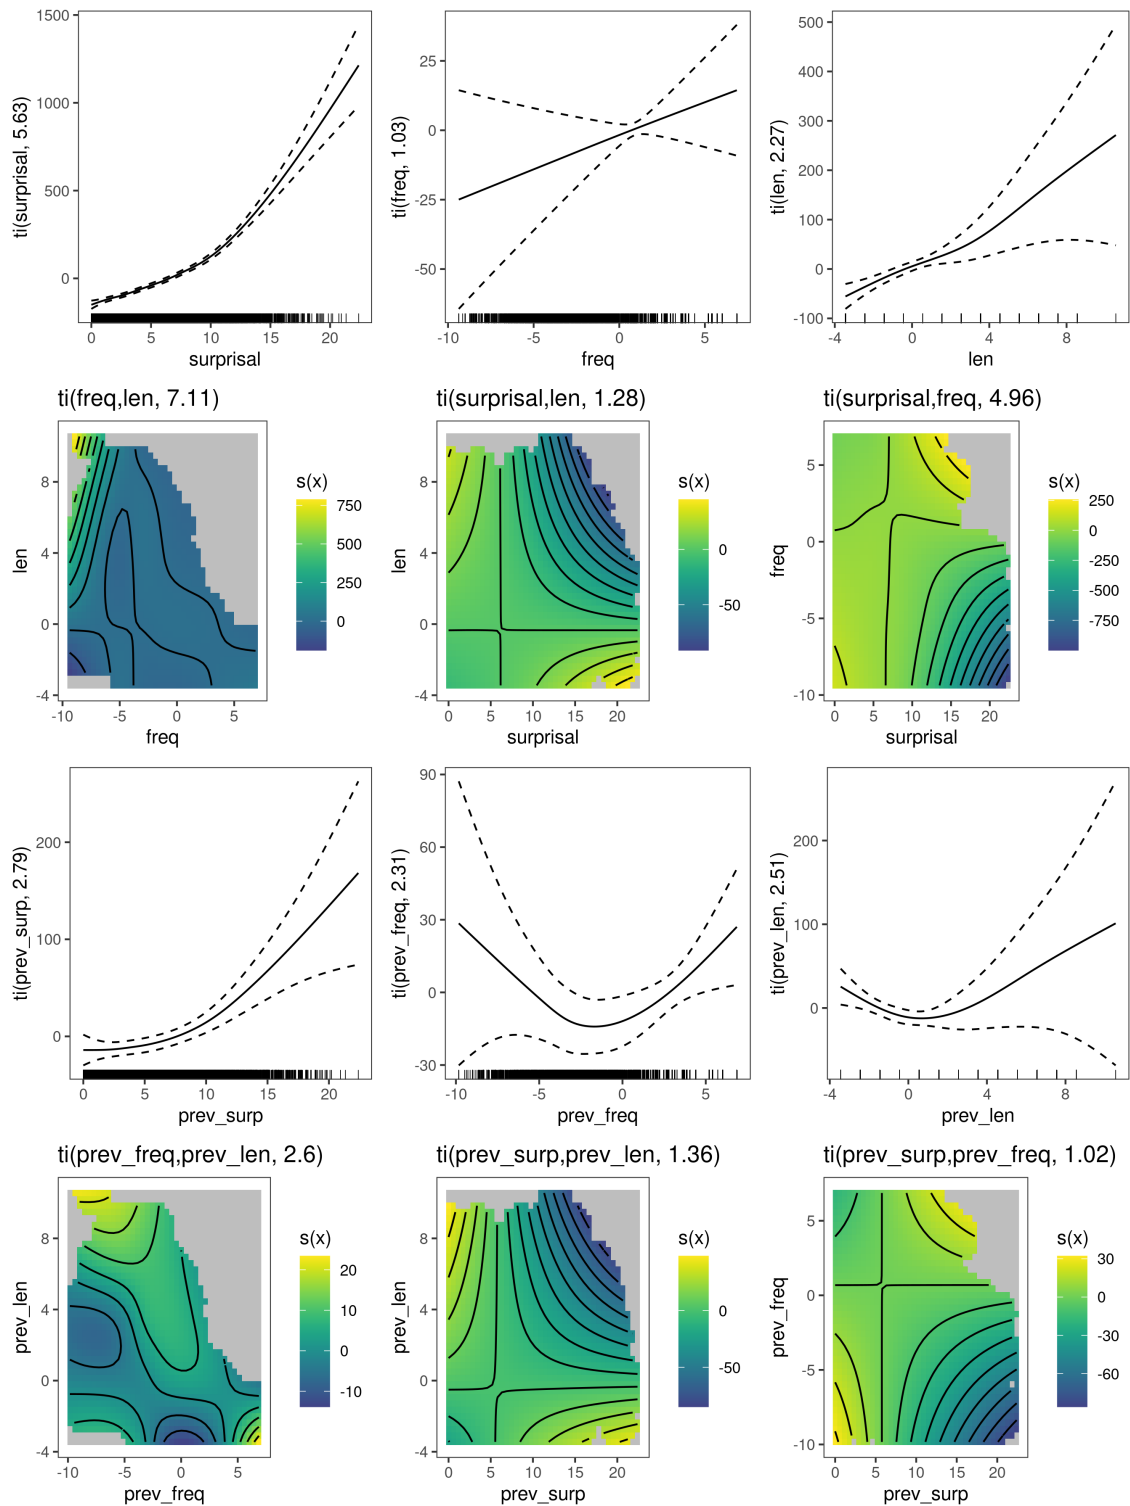 ti(surprisal, 5.63)
1500
1000
500
0
0 5 10 15 20
surprisal
ti(freq, 1.03)
25
0
-25
-50
-10 -5 0 5
freq
ti(len, 2.27)
500
400
300
200
100
0
-100
-4 0 4 8
len
ti(freq,len, 7.11)
len
8
4
0
-4
-10 -5 0 5
freq
s(x)
750
500
250
0
ti(surprisal,len, 1.28)
len
8
4
0
-4
0 5 10 15 20
surprisal
s(x)
0
-50
ti(surprisal,freq, 4.96)
freq
5
0
-5
-10
0 5 10 15 20
surprisal
s(x)
250
0
-250
-500
-750
ti(prev_surp, 2.79)
200
100
0
0 5 10 15 20
prev_surp
ti(prev_freq, 2.31)
90
60
30
0
-30
-10 -5 0 5
prev_freq
ti(prev_len, 2.51)
200
100
0
-4 0 4 8
prev_len
ti(prev_freq,prev_len, 2.6)
prev_len
8
4
0
-4
-10 -5 0 5
prev_freq
s(x)
20
10
0
-10
ti(prev_surp,prev_len, 1.36)
prev_len
8
4
0
-4
0 5 10 15 20
prev_surp
s(x)
0
-50
ti(prev_surp,prev_freq, 1.02)
prev_freq
5
0
-5
-10
0 5 10 15 20
prev_surp
s(x)
30
0
-30
-60